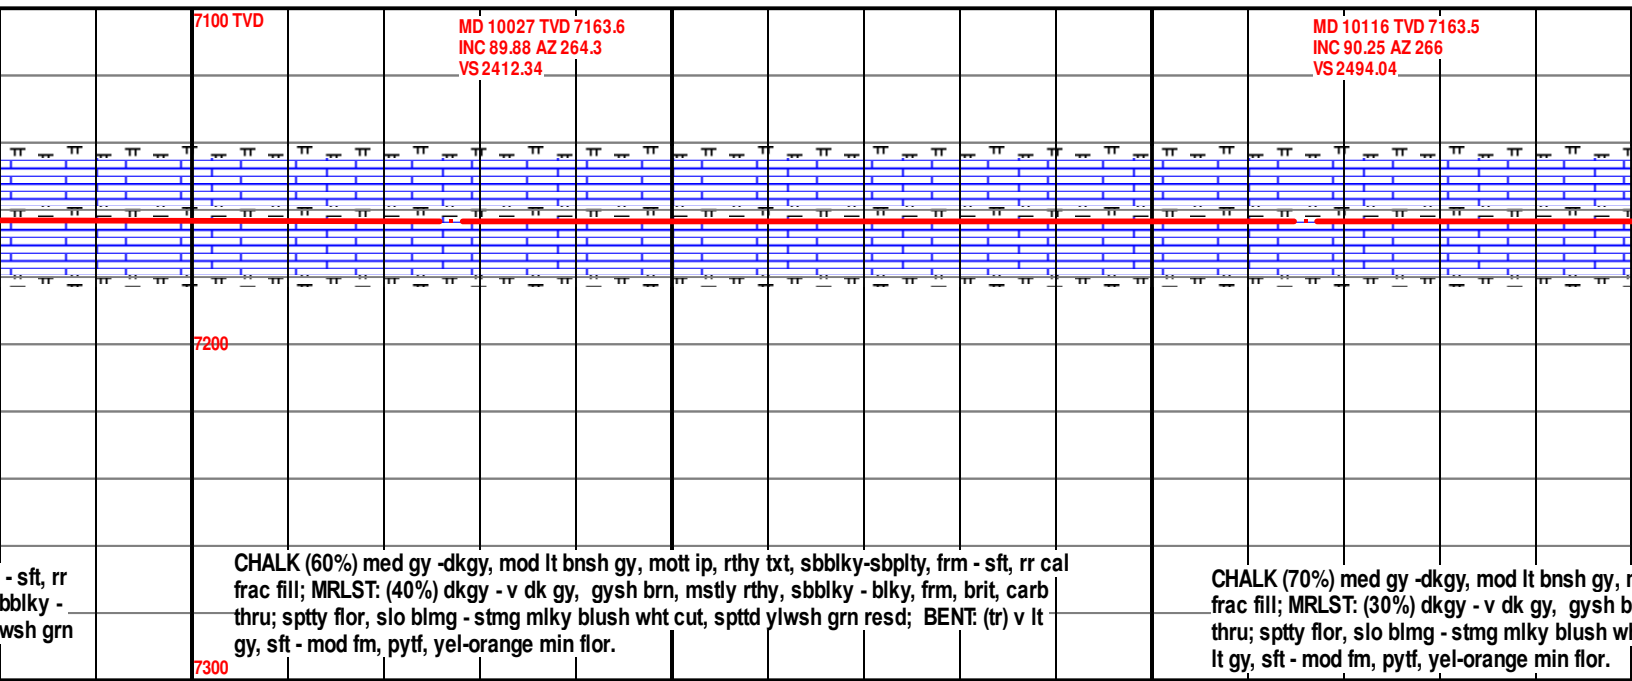 7100 TVD
MD 10027 TVD 7163.6
INC 89.88 AZ 264.3
VS 2412.34
MD 10116 TVD 7163.5
INC 90.25 AZ 266
VS 2494.04
7200
- sft, rr
bblky -
wsh grn
CHALK (60%) med gy -dkgy, mod lt bnsh gy, mott ip, rthy txt, sbblky-sbplty, frm - sft, rr cal
frac fill; MRLST: (40%) dkgy - v dk gy, gysh brn, mstly rthy, sbblky - blky, frm, brit, carb
thru; sptty flor, slo blmg - stmg mlky blush wht cut, spttd ylwsh grn resd; BENT: (tr) v lt
gy, sft - mod fm, pytf, yel-orange min flor.
CHALK (70%) med gy -dkgy, mod lt bnsh gy,
frac fill; MRLST: (30%) dkgy - v dk gy, gysh b
thru; sptty flor, slo blmg - stmg mlky blush w
lt gy, sft - mod fm, pytf, yel-orange min flor.
7300